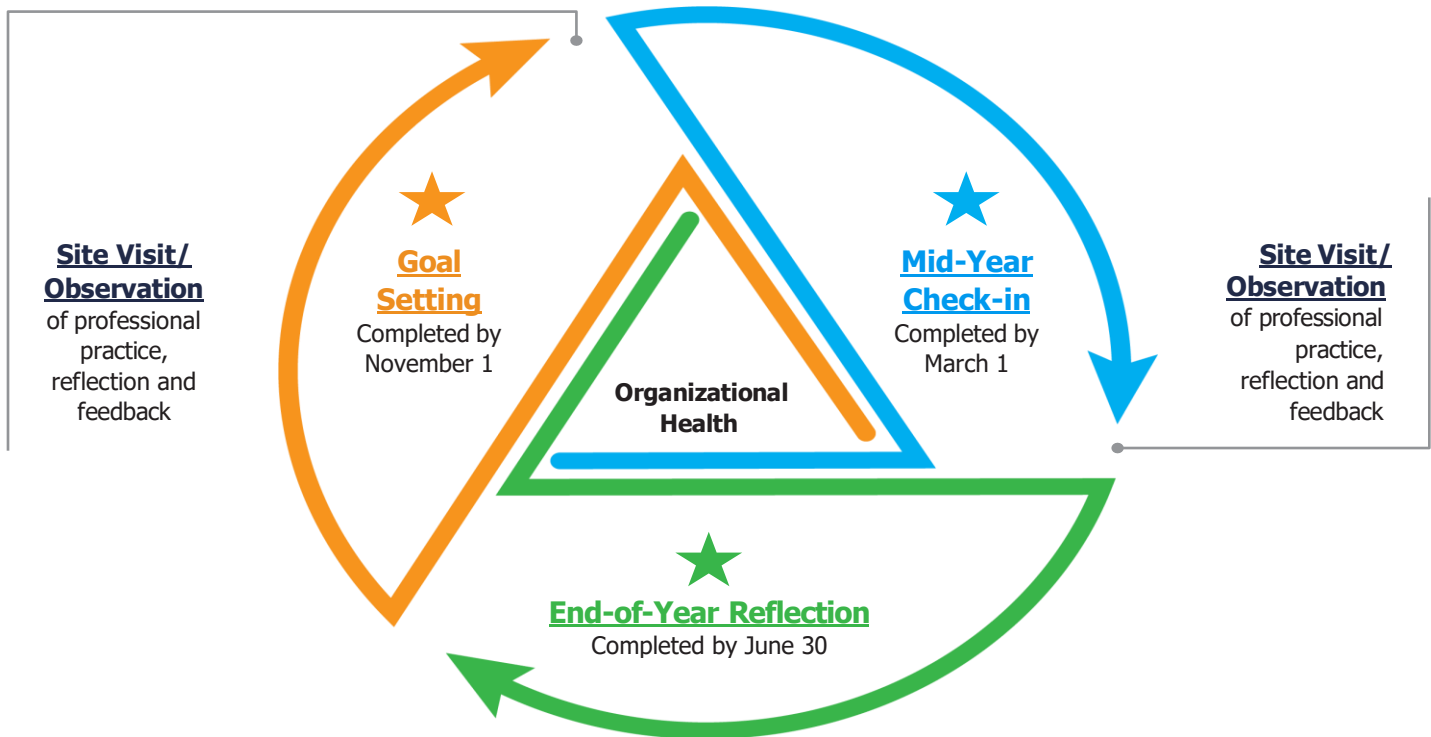 Site Visit/
Observation
of professional
practice,
reflection and
feedback
Goal
Setting
Completed by
November 1
Organizational
Health
Mid-Year
Check-in
Completed by
March 1
Site Visit/
Observation
of professional
practice,
reflection and
feedback
End-of-Year Reflection
Completed by June 30